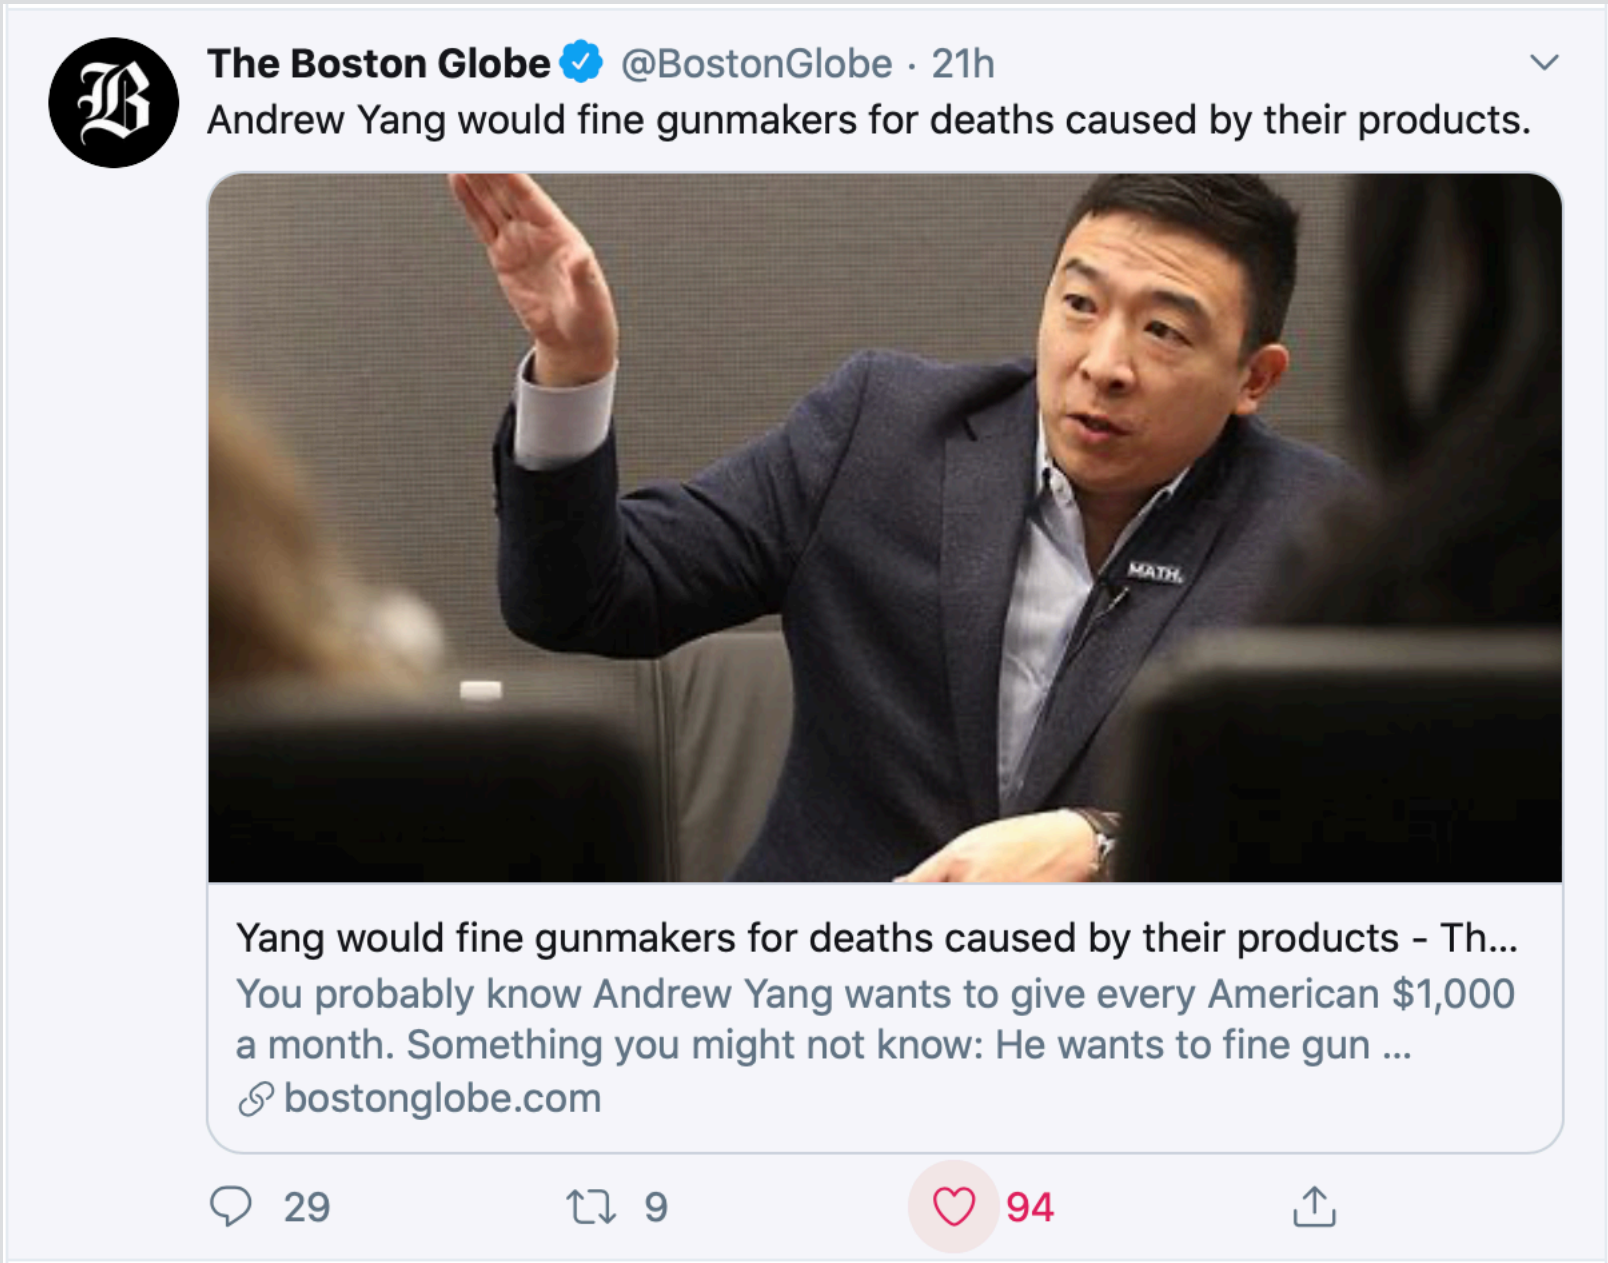 The Boston Globe @BostonGlobe · 21h
Andrew Yang would fine gunmakers for deaths caused by their products.
B
MATH.
Yang would fine gunmakers for deaths caused by their products - Th...
You probably know Andrew Yang wants to give every American $1,000
a month. Something you might not know: He wants to fine gun ...
bostonglobe.com
29 9 94